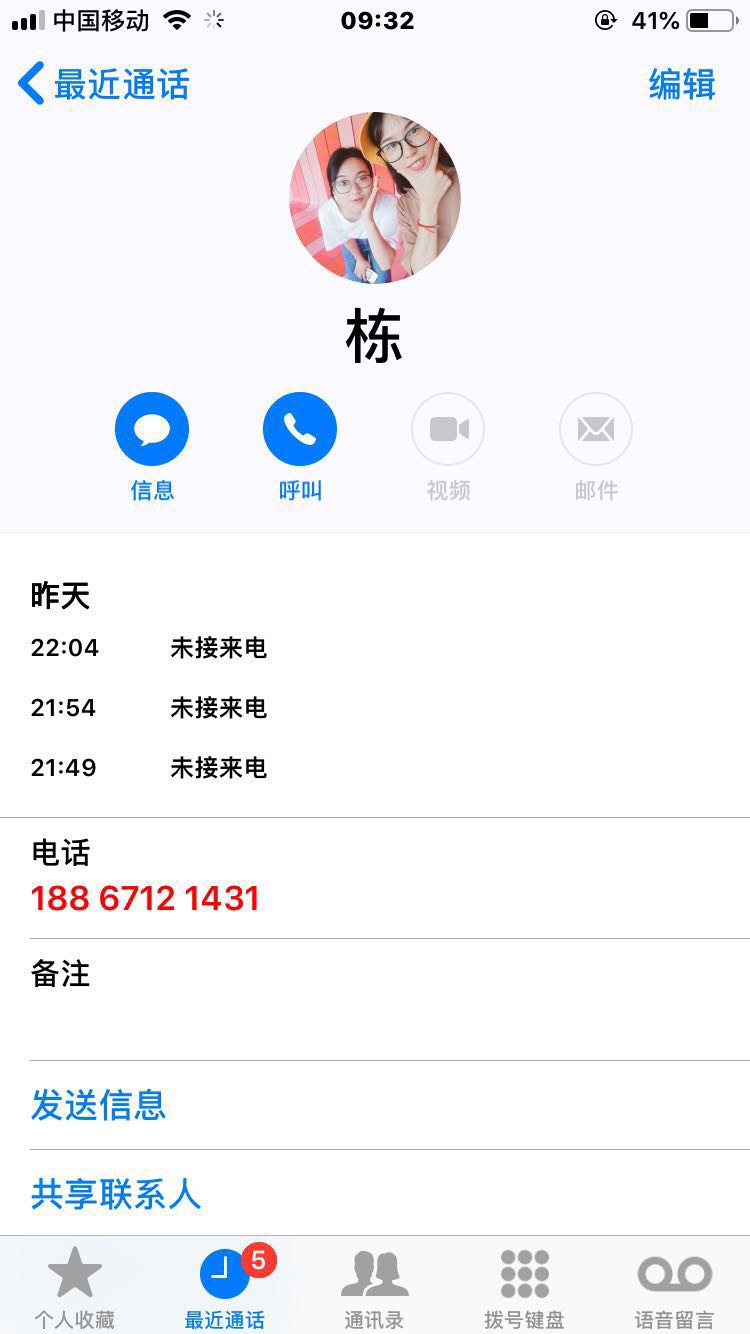 中国移动 09:32 41%
最近通话 编辑
栋
信息 呼叫 视频 邮件
昨天
22:04 未接来电
21:54 未接来电
21:49 未接来电
电话
188 6712 1431
备注
发送信息
共享联系人
5
个人收藏 最近通话 通讯录 拨号键盘 语音留言